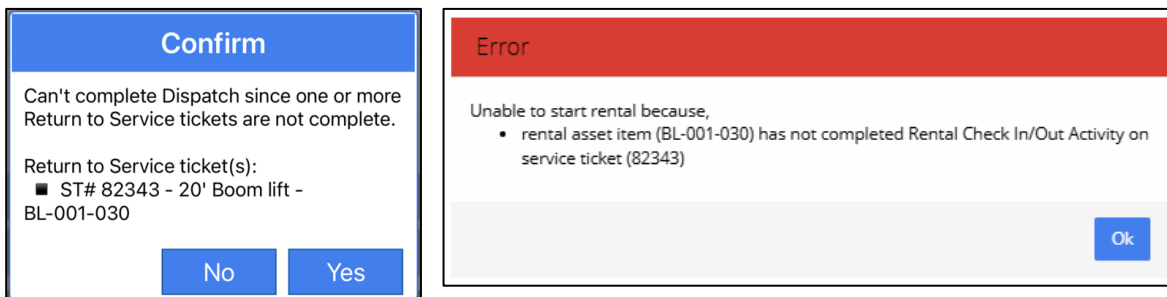 Confirm
Can't complete Dispatch since one or more
Return to Service tickets are not complete.
Return to Service ticket(s):
■ ST# 82343 - 20' Boom lift -
BL-001-030
No Yes
Error
Unable to start rental because,
• rental asset item (BL-001-030) has not completed Rental Check In/Out Activity on
service ticket (82343)
Ok